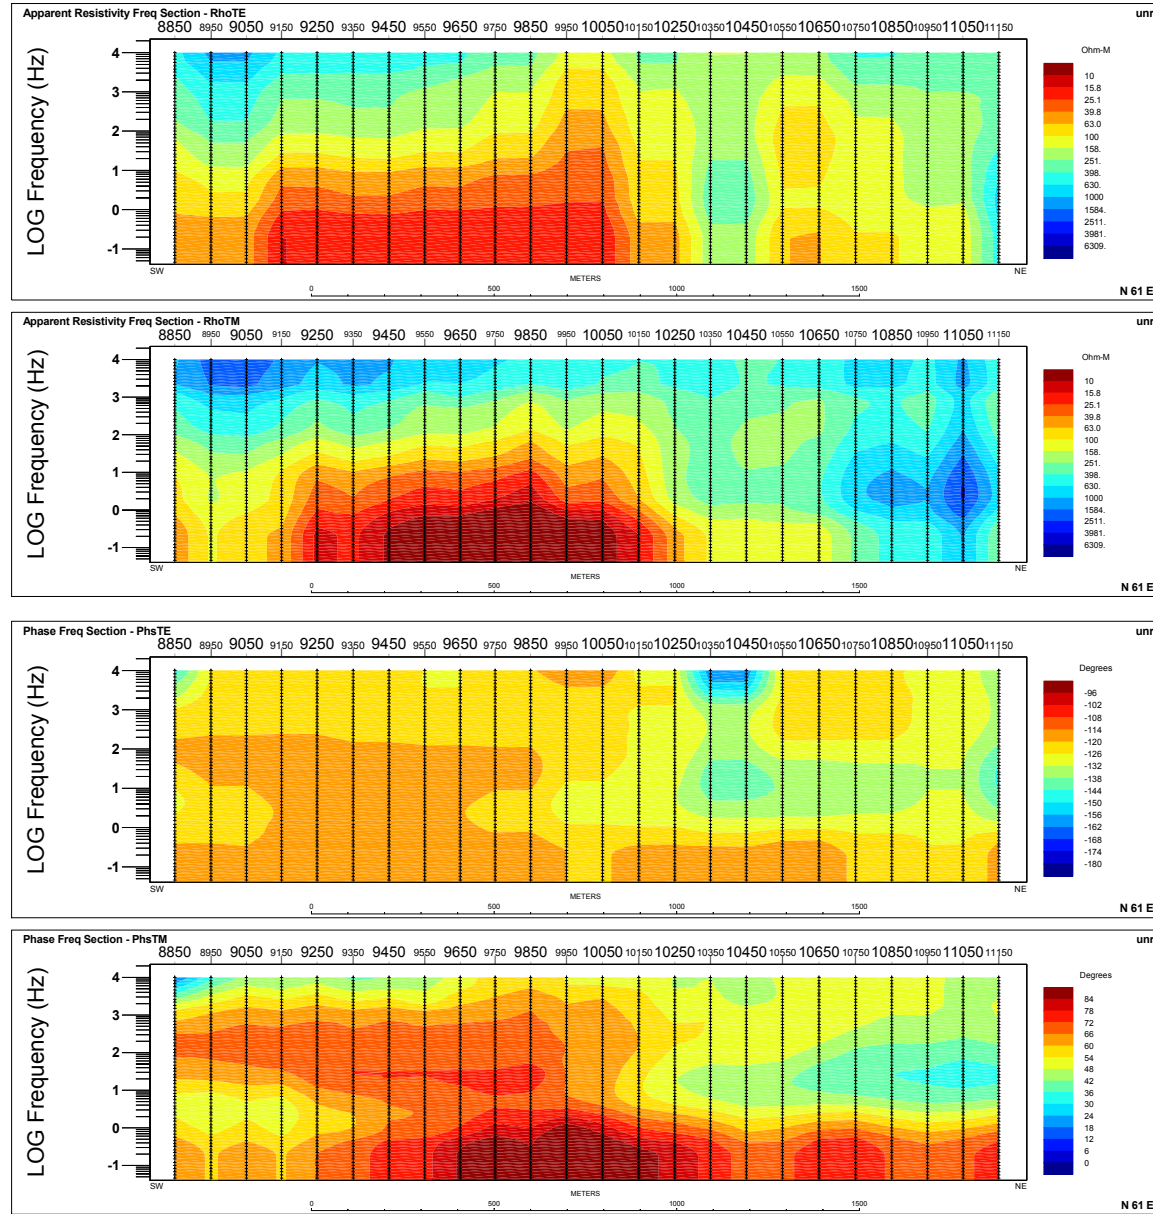 Apparent Resistivity Freq Section - RhoTE
8850 8950 9050 9150 9250 9350 9450 9550 9650 9750 9850 9950 10050 10150 10250 10350 10450 10550 10650 10750 10850 10950 11050 11150
LOG Frequency (Hz)
4
3
2
1
0
-1
SW NE
METERS
0 500 1000 1500
Ohm-M
10
15.8
25.1
39.8
63.0
100
158.
251.
398.
630.
1000
1584.
2511.
3981.
6309.
N 61 E
Apparent Resistivity Freq Section - RhoTM
8850 8950 9050 9150 9250 9350 9450 9550 9650 9750 9850 9950 10050 10150 10250 10350 10450 10550 10650 10750 10850 10950 11050 11150
LOG Frequency (Hz)
4
3
2
1
0
-1
SW NE
METERS
0 500 1000 1500
Ohm-M
10
15.8
25.1
39.8
63.0
100
158.
251.
398.
630.
1000
1584.
2511.
3981.
6309.
N 61 E
Phase Freq Section - PhsTE
8850 8950 9050 9150 9250 9350 9450 9550 9650 9750 9850 9950 10050 10150 10250 10350 10450 10550 10650 10750 10850 10950 11050 11150
LOG Frequency (Hz)
4
3
2
1
0
-1
SW NE
METERS
0 500 1000 1500
Degrees
-96
-102
-108
-114
-120
-126
-132
-138
-144
-150
-156
-162
-168
-174
-180
N 61 E
Phase Freq Section - PhsTM
8850 8950 9050 9150 9250 9350 9450 9550 9650 9750 9850 9950 10050 10150 10250 10350 10450 10550 10650 10750 10850 10950 11050 11150
LOG Frequency (Hz)
4
3
2
1
0
-1
SW NE
METERS
0 500 1000 1500
Degrees
84
78
72
66
60
54
48
42
36
30
24
18
12
6
0
N 61 E